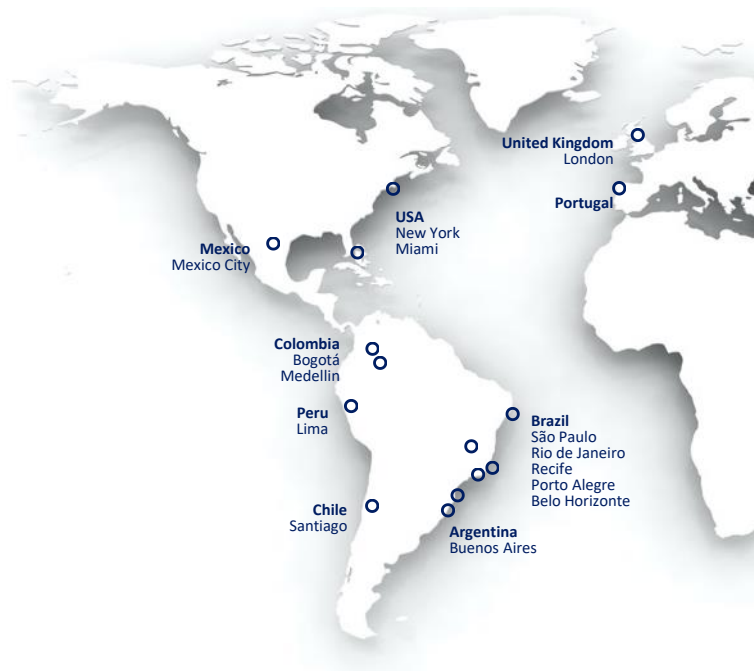 United Kingdom
London
Portugal
USA
New York
Miami
Mexico
Mexico City
Colombia
Bogotá
Medellin
Peru
Lima
Brazil
São Paulo
Rio de Janeiro
Recife
Porto Alegre
Belo Horizonte
Chile
Santiago
Argentina
Buenos Aires